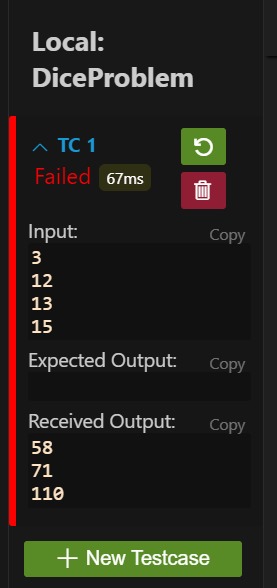 Local:
DiceProblem
TC 1
Failed 67ms
Input:
Copy
3
12
13
15
Expected Output:
Copy
Received Output:
Copy
58
71
110
New Testcase